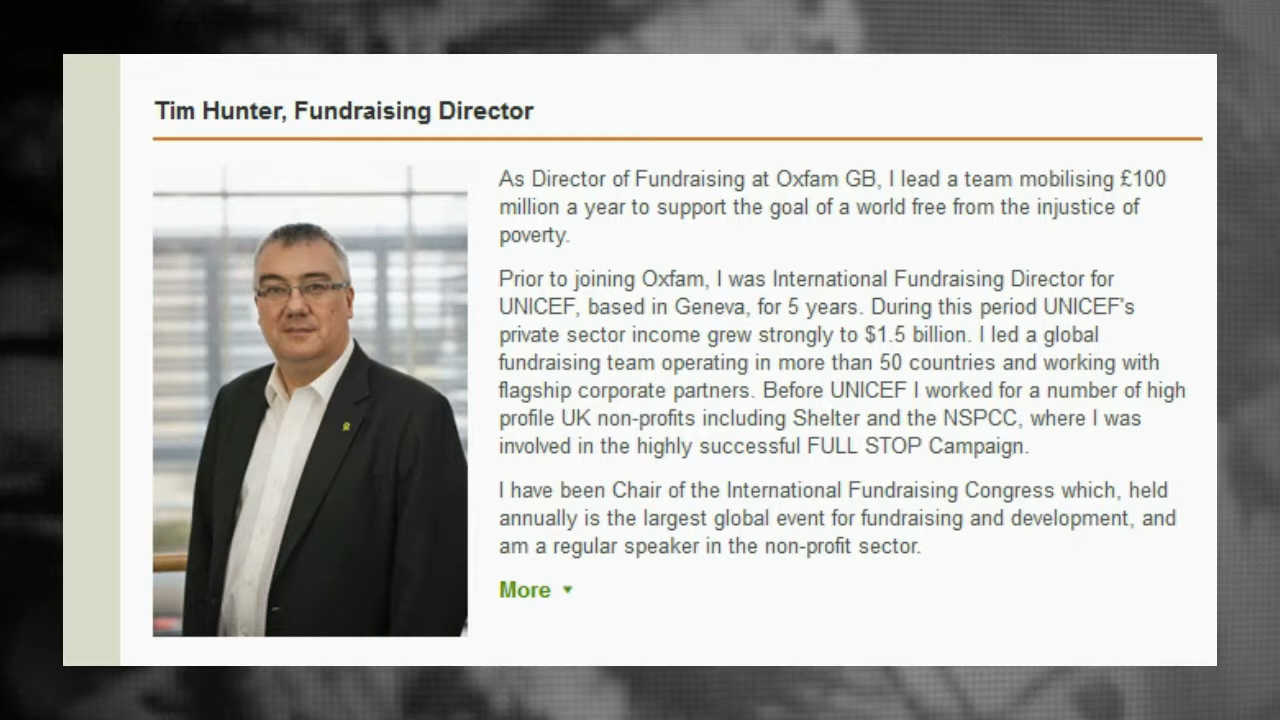 Tim Hunter, Fundraising Director
As Director of Fundraising at Oxfam GB, I lead a team mobilising £100
million a year to support the goal of a world free from the injustice of
poverty.
Prior to joining Oxfam, I was International Fundraising Director for
UNICEF, based in Geneva, for 5 years. During this period UNICEF's
private sector income grew strongly to $1.5 billion. I led a global
fundraising team operating in more than 50 countries and working with
flagship corporate partners. Before UNICEF I worked for a number of high
profile UK non-profits including Shelter and the NSPCC, where I was
involved in the highly successful FULL STOP Campaign.
I have been Chair of the International Fundraising Congress which, held
annually is the largest global event for fundraising and development, and
am a regular speaker in the non-profit sector.
More